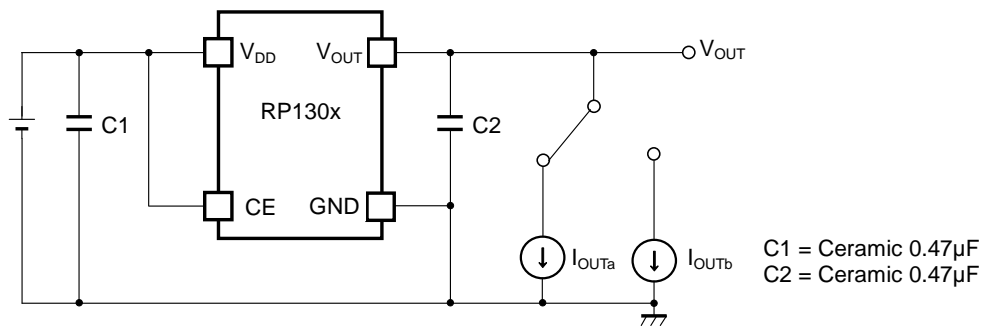 VDD
VOUT
VOUT
RP130x
C1
C2
CE
GND
IOUTa
IOUTb
C1 = Ceramic 0.47µF
C2 = Ceramic 0.47µF